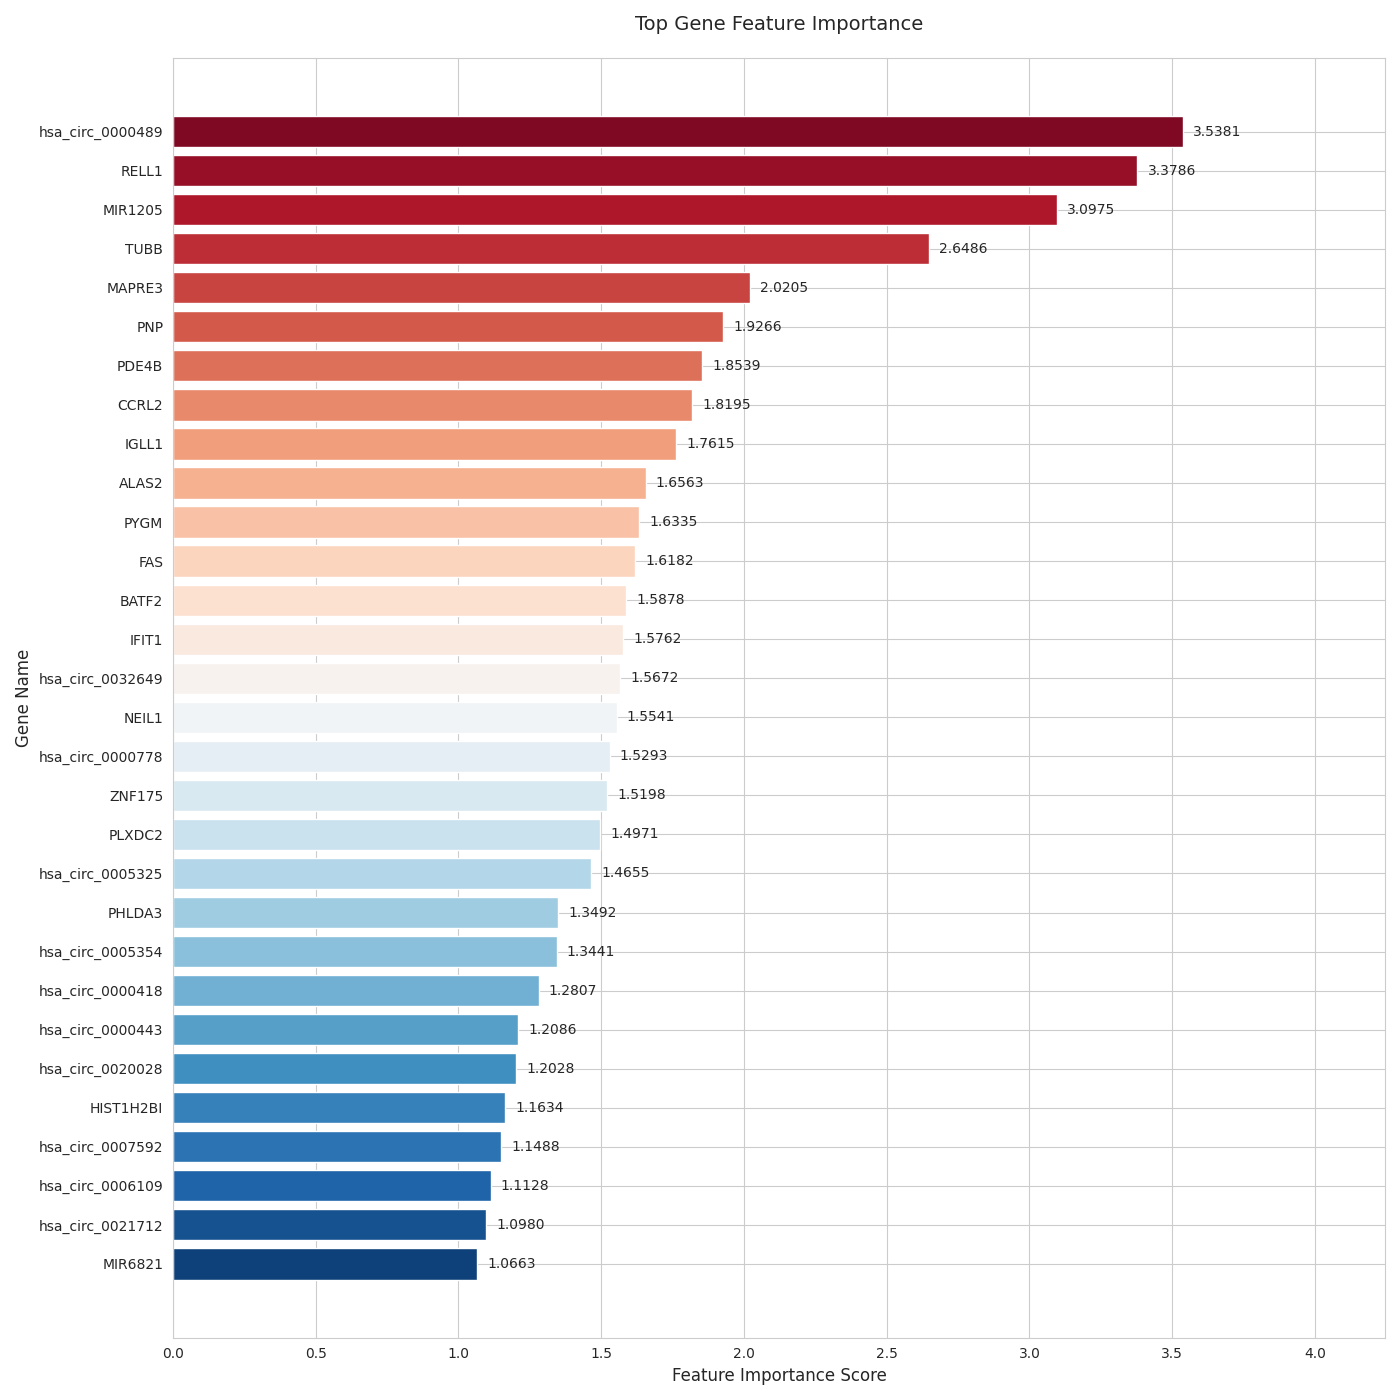 Top Gene Feature Importance
hsa_circ_0000489 3.5381
RELL1 3.3786
MIR1205 3.0975
TUBB 2.6486
MAPRE3 2.0205
PNP 1.9266
PDE4B 1.8539
CCRL2 1.8195
IGLL1 1.7615
ALAS2 1.6563
PYGM 1.6335
FAS 1.6182
BATF2 1.5878
IFIT1 1.5762
hsa_circ_0032649 1.5672
NEIL1 1.5541
hsa_circ_0000778 1.5293
ZNF175 1.5198
PLXDC2 1.4971
hsa_circ_0005325 1.4655
PHLDA3 1.3492
hsa_circ_0005354 1.3441
hsa_circ_0000418 1.2807
hsa_circ_0000443 1.2086
hsa_circ_0020028 1.2028
HIST1H2BI 1.1634
hsa_circ_0007592 1.1488
hsa_circ_0006109 1.1128
hsa_circ_0021712 1.0980
MIR6821 1.0663
Gene Name
0.0 0.5 1.0 1.5 2.0 2.5 3.0 3.5 4.0
Feature Importance Score